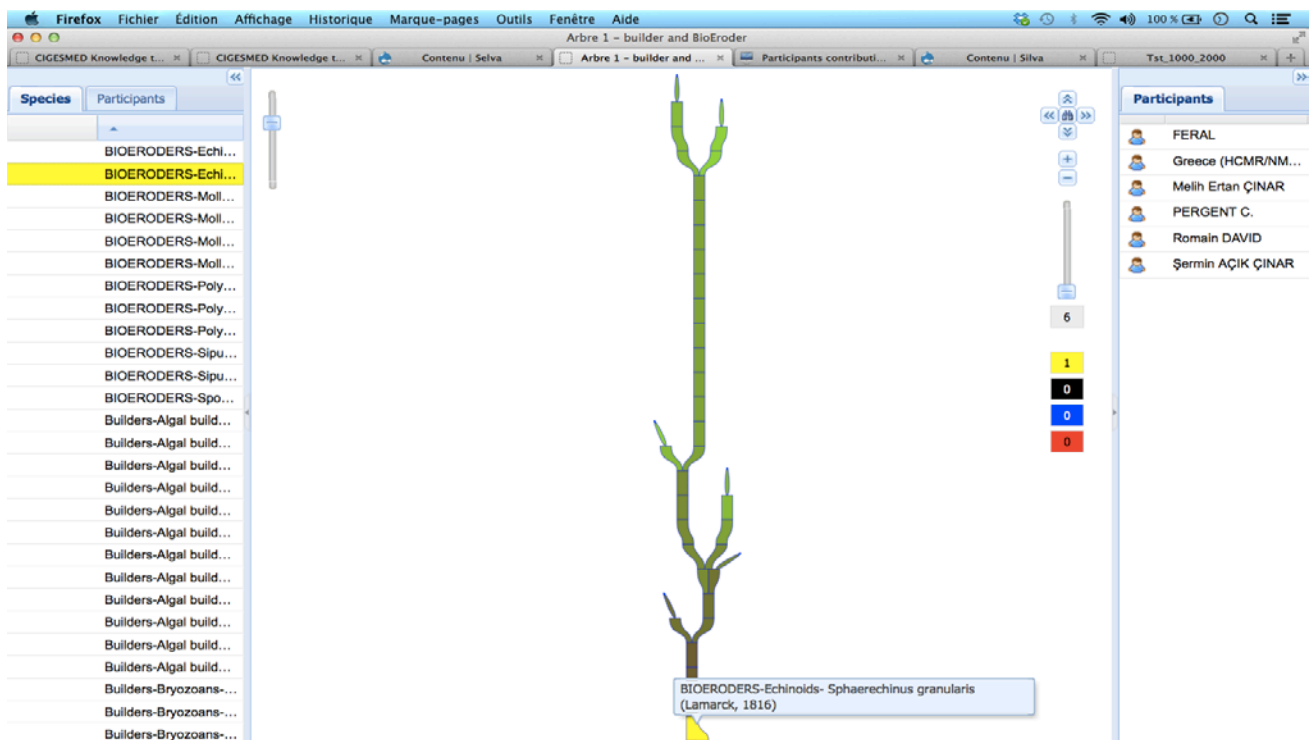 Firefox Fichier Édition Affichage Historique Marque-pages Outils Fenêtre Aide 100 %
Arbre 1 – builder and BioEroder
CIGESMED Knowledge t... CIGESMED Knowledge t... Contenu | Selva Arbre 1 – builder and ... Participants contributi... Contenu | Silva Tst_1000_2000
Species Participants
BIOERODERS-Echi...
BIOERODERS-Echi...
BIOERODERS-Moll...
BIOERODERS-Moll...
BIOERODERS-Moll...
BIOERODERS-Moll...
BIOERODERS-Poly...
BIOERODERS-Poly...
BIOERODERS-Poly...
BIOERODERS-Sipu...
BIOERODERS-Sipu...
BIOERODERS-Spo...
Builders-Algal build...
Builders-Algal build...
Builders-Algal build...
Builders-Algal build...
Builders-Algal build...
Builders-Algal build...
Builders-Algal build...
Builders-Algal build...
Builders-Algal build...
Builders-Algal build...
Builders-Algal build...
Builders-Algal build...
Builders-Bryozoans-...
Builders-Bryozoans-...
Builders-Bryozoans-...
BIOERODERS-Echinoids- Sphaerechinus granularis
(Lamarck, 1816)
6
1
0
0
0
Participants
FERAL
Greece (HCMR/NM...
Melih Ertan ÇINAR
PERGENT C.
Romain DAVID
Şermin AÇIK ÇINAR